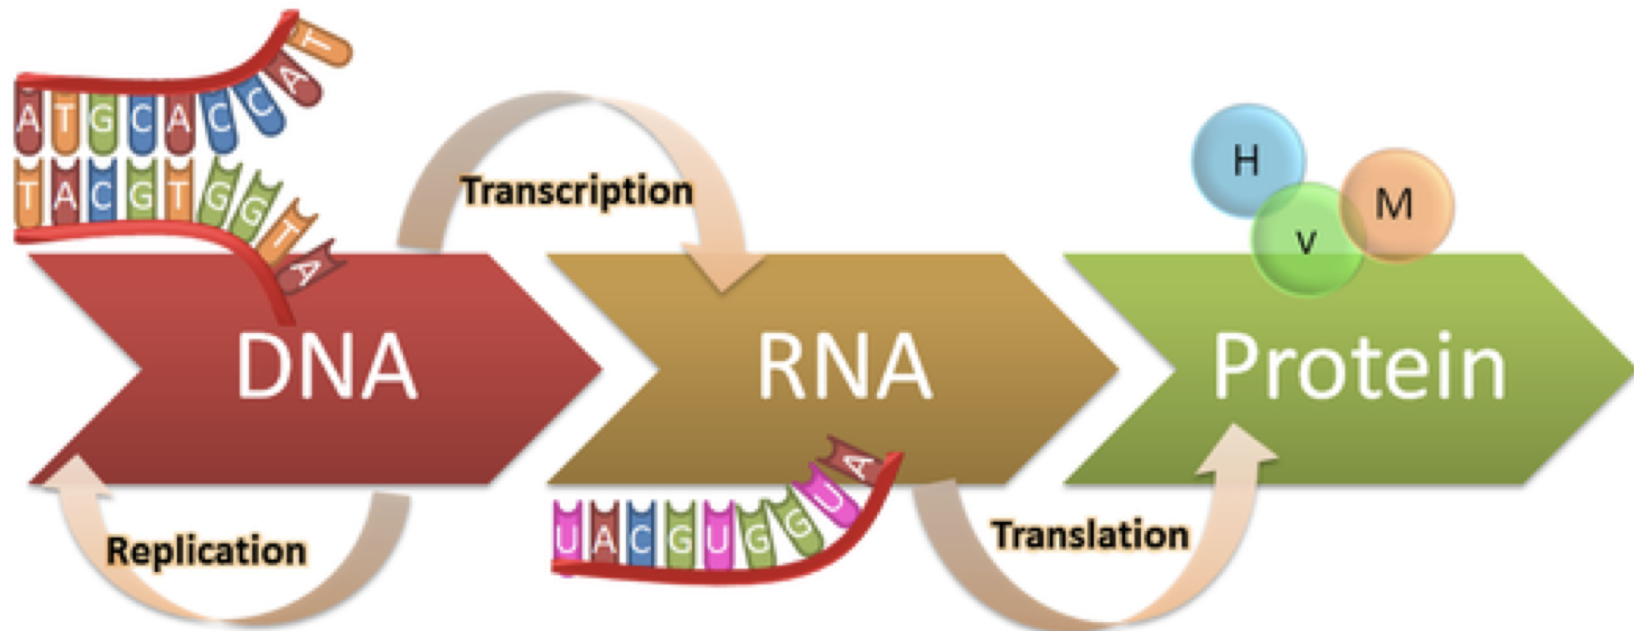 ATGCACCAT
TACGTGGTA
Transcription
H
v
M
DNA
RNA
Protein
Replication
UACGUGGUA
Translation